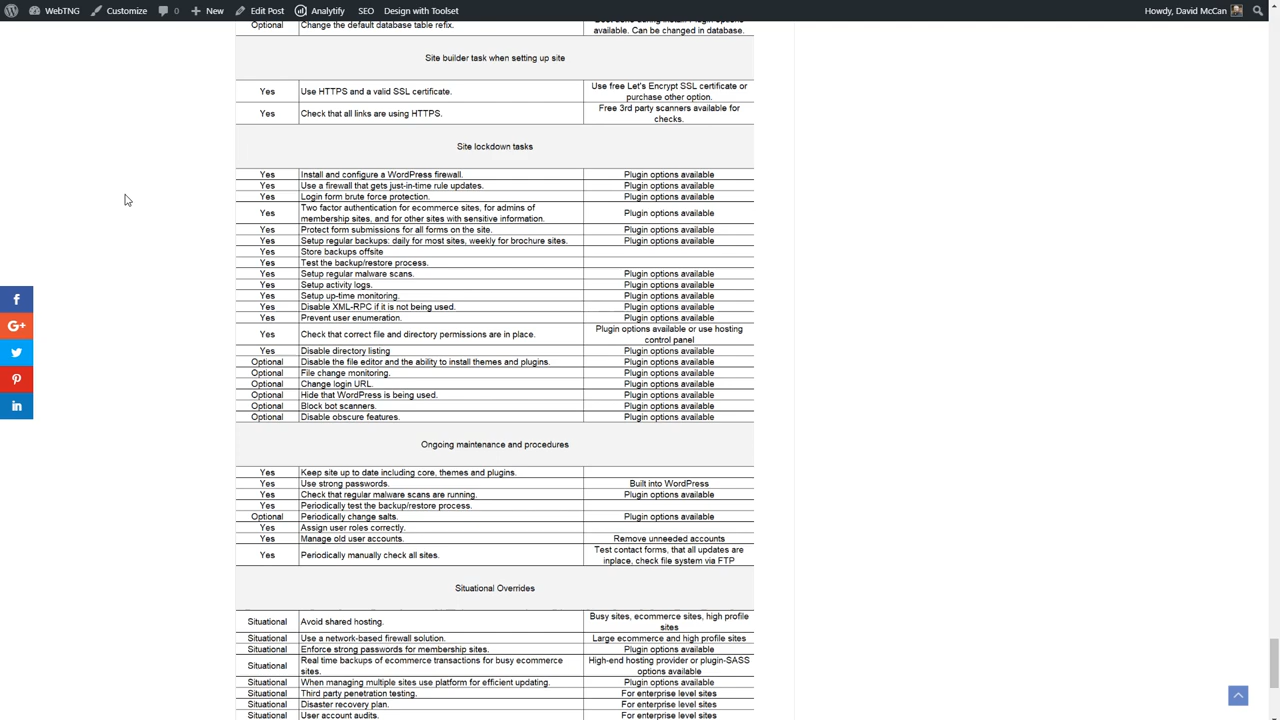 WebTNG Customize 0 New Edit Post Analytify SEO Design with Toolset Howdy, David McCan
Optional Change the default database table refix.
available. Can be changed in database.
Site builder task when setting up site
Yes Use HTTPS and a valid SSL certificate. Use free Let's Encrypt SSL certificate or
purchase other option.
Yes Check that all links are using HTTPS. Free 3rd party scanners available for
checks.
Site lockdown tasks
Yes Install and configure a WordPress firewall. Plugin options available
Yes Use a firewall that gets just-in-time rule updates. Plugin options available
Yes Login form brute force protection. Plugin options available
Yes Two factor authentication for ecommerce sites, for admins of
membership sites, and for other sites with sensitive information. Plugin options available
Yes Protect form submissions for all forms on the site. Plugin options available
Yes Setup regular backups: daily for most sites, weekly for brochure sites. Plugin options available
Yes Store backups offsite
Yes Test the backup/restore process.
Yes Setup regular malware scans. Plugin options available
Yes Setup activity logs. Plugin options available
Yes Setup up-time monitoring. Plugin options available
Yes Disable XML-RPC if it is not being used. Plugin options available
Yes Prevent user enumeration. Plugin options available
Yes Check that correct file and directory permissions are in place. Plugin options available or use hosting
control panel
Yes Disable directory listing Plugin options available
Optional Disable the file editor and the ability to install themes and plugins. Plugin options available
Optional File change monitoring. Plugin options available
Optional Change login URL. Plugin options available
Optional Hide that WordPress is being used. Plugin options available
Optional Block bot scanners. Plugin options available
Optional Disable obscure features. Plugin options available
Ongoing maintenance and procedures
Yes Keep site up to date including core, themes and plugins.
Yes Use strong passwords. Built into WordPress
Yes Check that regular malware scans are running. Plugin options available
Yes Periodically test the backup/restore process.
Optional Periodically change salts. Plugin options available
Yes Assign user roles correctly.
Yes Manage old user accounts. Remove unneeded accounts
Yes Periodically manually check all sites. Test contact forms, that all updates are
inplace, check file system via FTP
Situational Overrides
Situational Avoid shared hosting. Busy sites, ecommerce sites, high profile
sites
Situational Use a network-based firewall solution. Large ecommerce and high profile sites
Situational Enforce strong passwords for membership sites. Plugin options available
Situational Real time backups of ecommerce transactions for busy ecommerce
sites. High-end hosting provider or plugin-SASS
options available
Situational When managing multiple sites use platform for efficient updating. Plugin options available
Situational Third party penetration testing. For enterprise level sites
Situational Disaster recovery plan. For enterprise level sites
Situational User account audits. For enterprise level sites